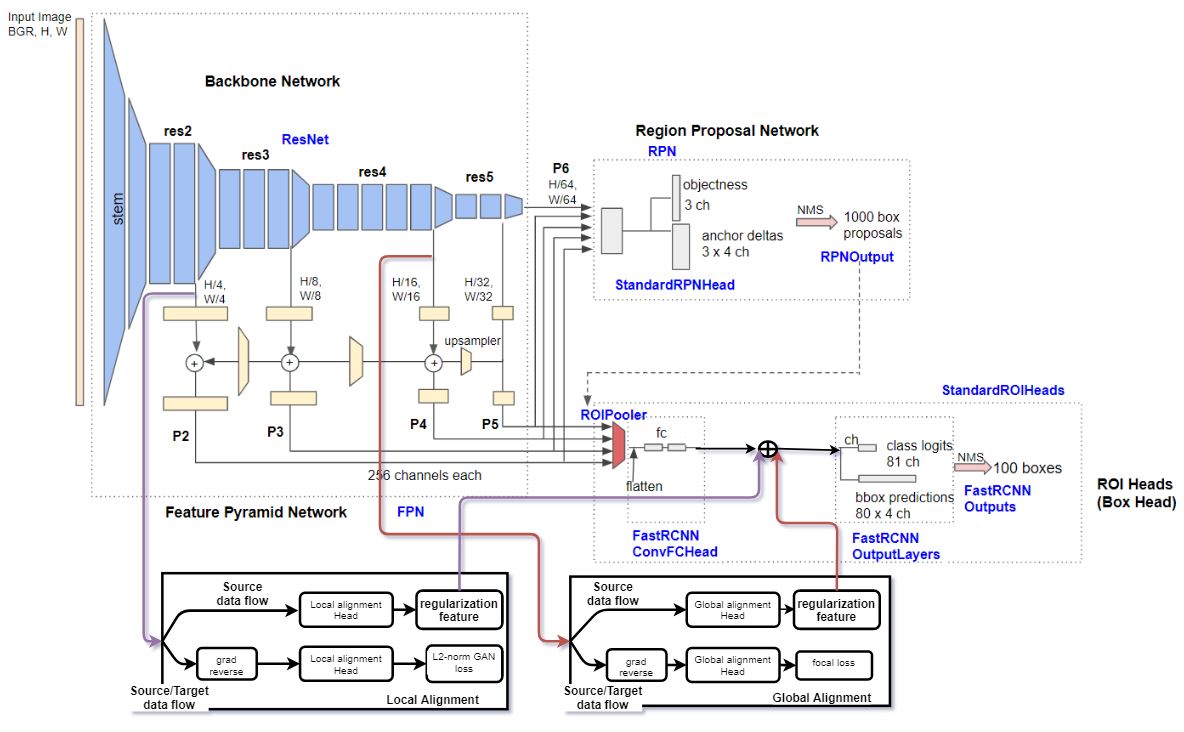 Input Image
BGR, H, W
Backbone Network
res2
ResNet
res3
res4
res5
stem
H/4,
W/4
H/8,
W/8
H/16,
W/16
H/32,
W/32
upsampler
P2
P3
P4
P5
256 channels each
Feature Pyramid Network
FPN
P6
H/64,
W/64
Region Proposal Network
RPN
objectness
3 ch
anchor deltas
3 x 4 ch
StandardRPNHead
NMS
1000 box
proposals
RPNOutput
StandardROIHeads
ROIPooler
fc
flatten
FastRCNN
ConvFCHead
ch
class logits
81 ch
bbox predictions
80 x 4 ch
FastRCNN
OutputLayers
NMS
100 boxes
FastRCNN
Outputs
ROI Heads
(Box Head)
Source
data flow
Local alignment
Head
regularization
feature
grad
reverse
Local alignment
Head
L2-norm GAN
loss
Source/Target
data flow
Local Alignment
Source
data flow
Global alignment
Head
regularization
feature
grad
reverse
Global alignment
Head
focal loss
Source/Target
data flow
Global Alignment